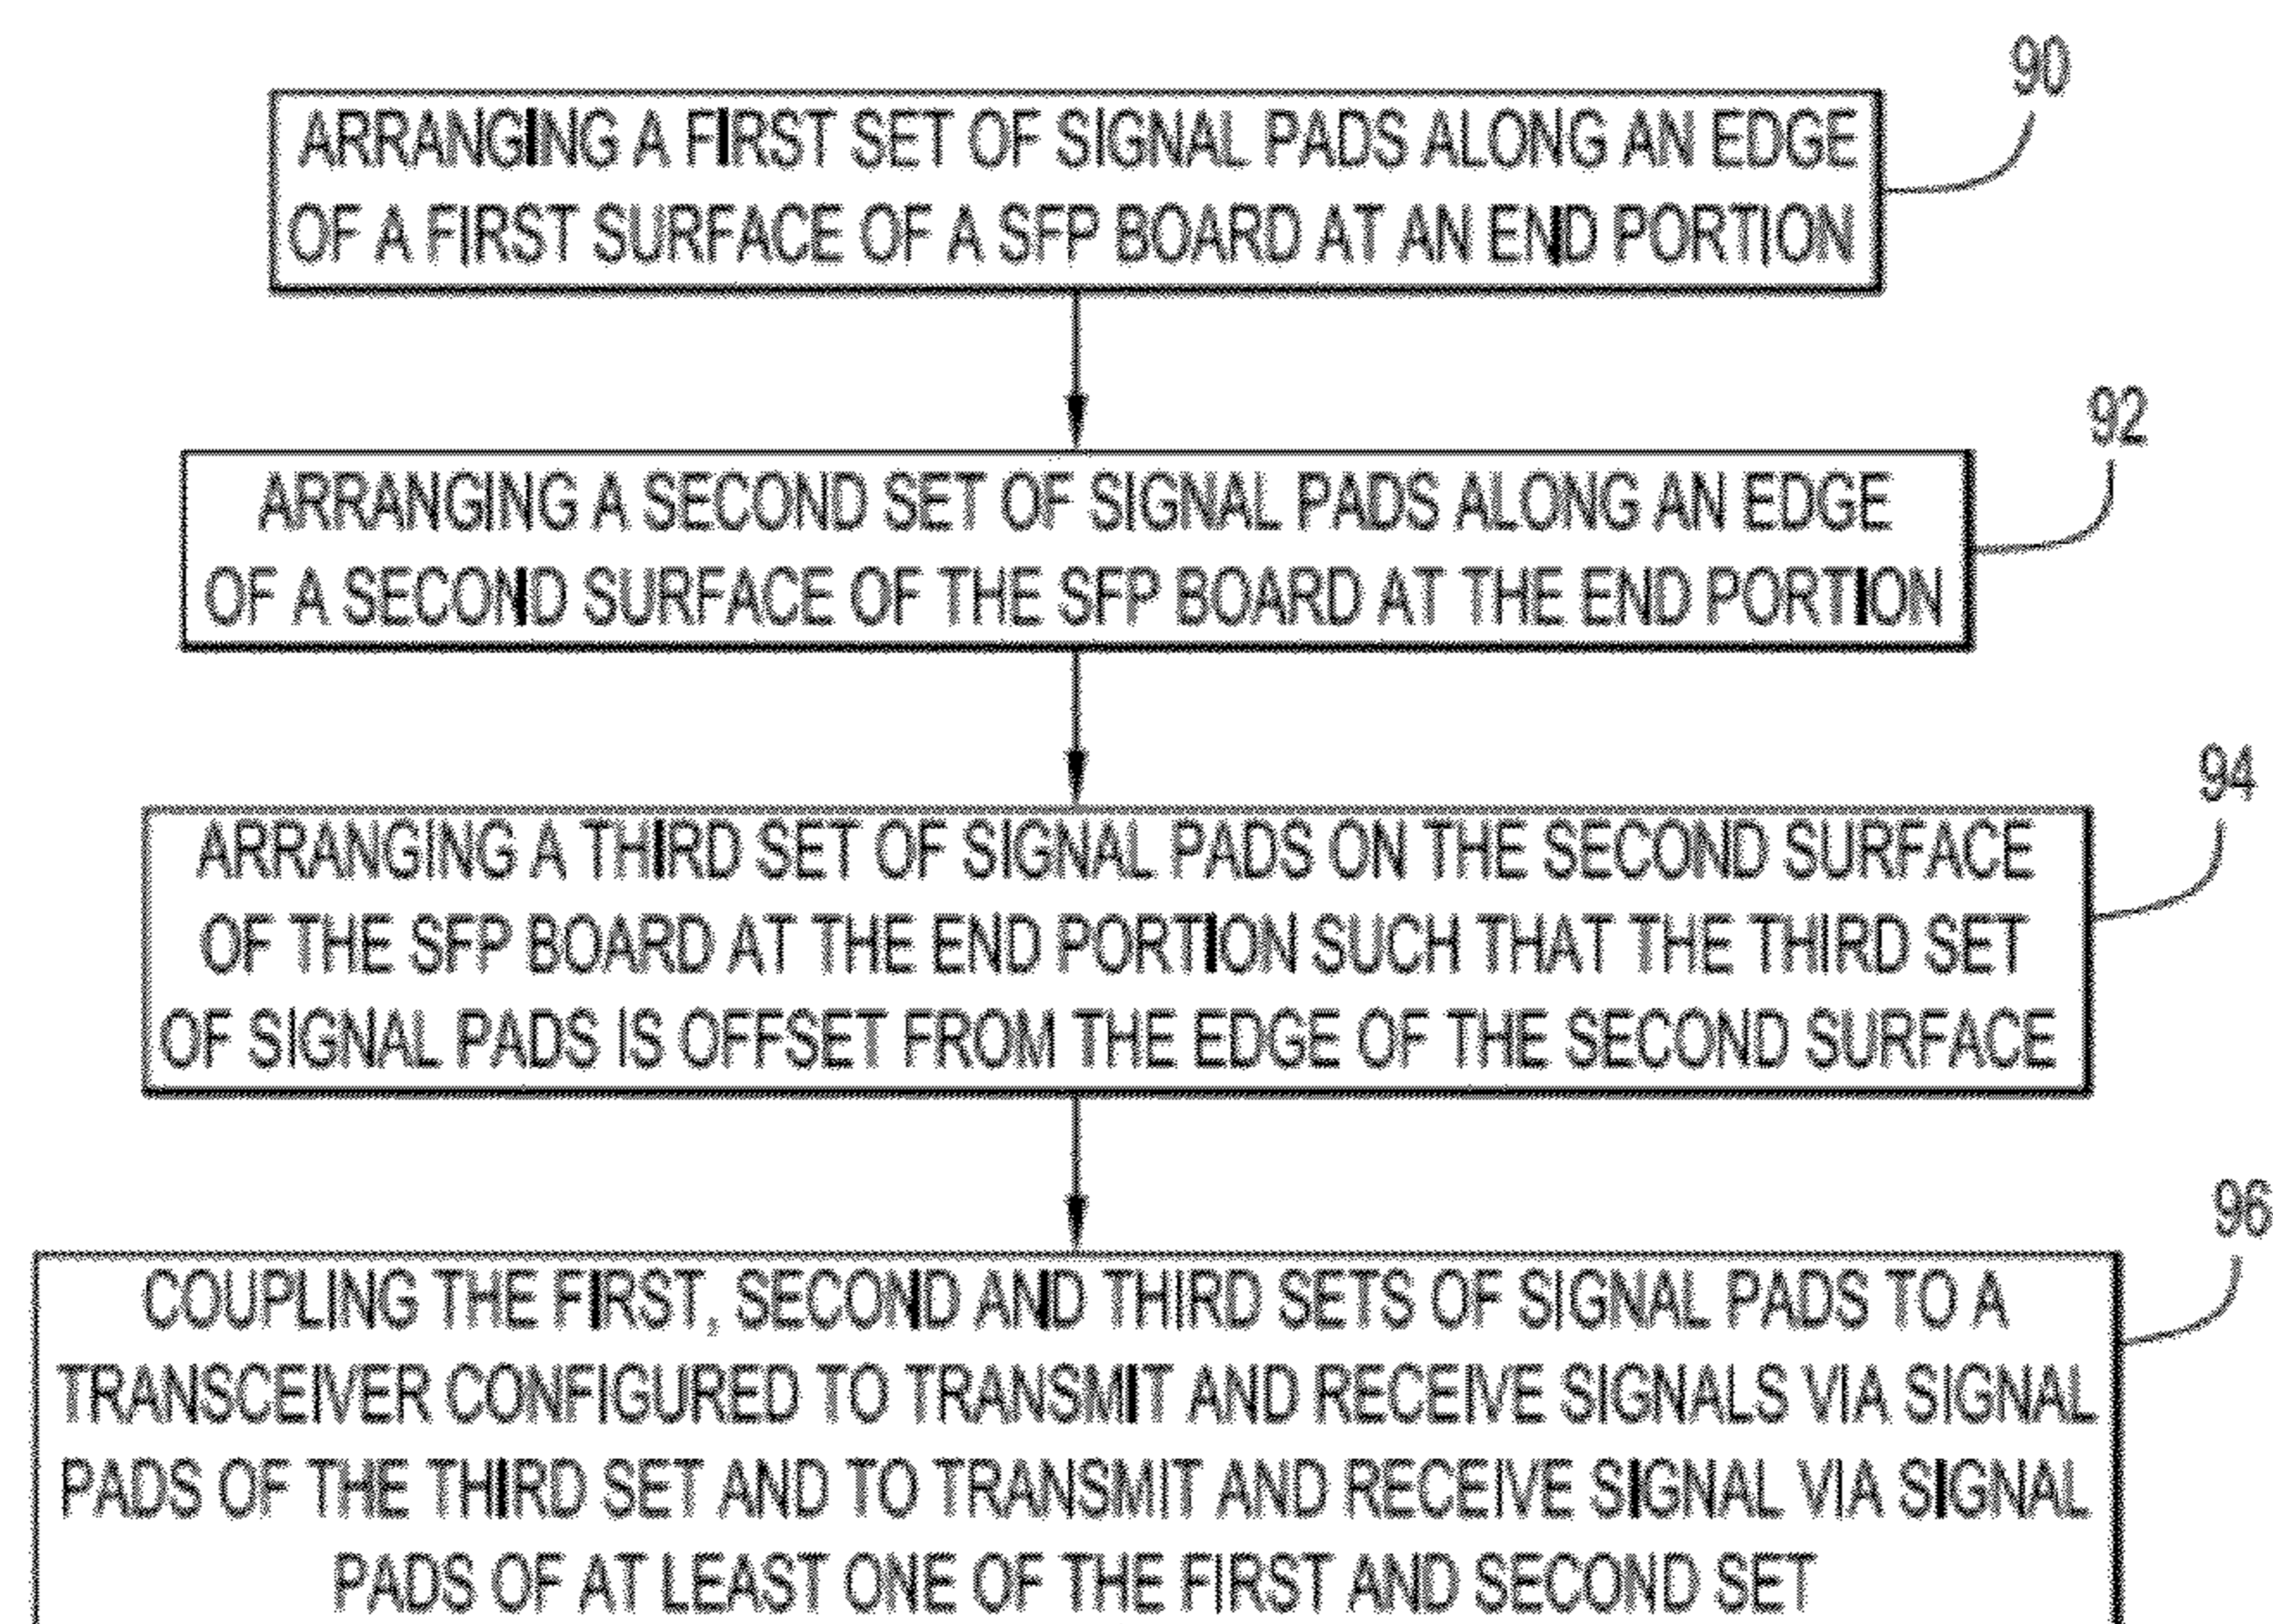 90
ARRANGING A FIRST SET OF SIGNAL PADS ALONG AN EDGE
OF A FIRST SURFACE OF A SFP BOARD AT AN END PORTION
92
ARRANGING A SECOND SET OF SIGNAL PADS ALONG AN EDGE
OF A SECOND SURFACE OF THE SFP BOARD AT THE END PORTION
94
ARRANGING A THIRD SET OF SIGNAL PADS ON THE SECOND SURFACE
OF THE SFP BOARD AT THE END PORTION SUCH THAT THE THIRD SET
OF SIGNAL PADS IS OFFSET FROM THE EDGE OF THE SECOND SURFACE
96
COUPLING THE FIRST, SECOND AND THIRD SETS OF SIGNAL PADS TO A
TRANSCEIVER CONFIGURED TO TRANSMIT AND RECEIVE SIGNALS VIA SIGNAL
PADS OF THE THIRD SET AND TO TRANSMIT AND RECEIVE SIGNAL VIA SIGNAL
PADS OF AT LEAST ONE OF THE FIRST AND SECOND SET